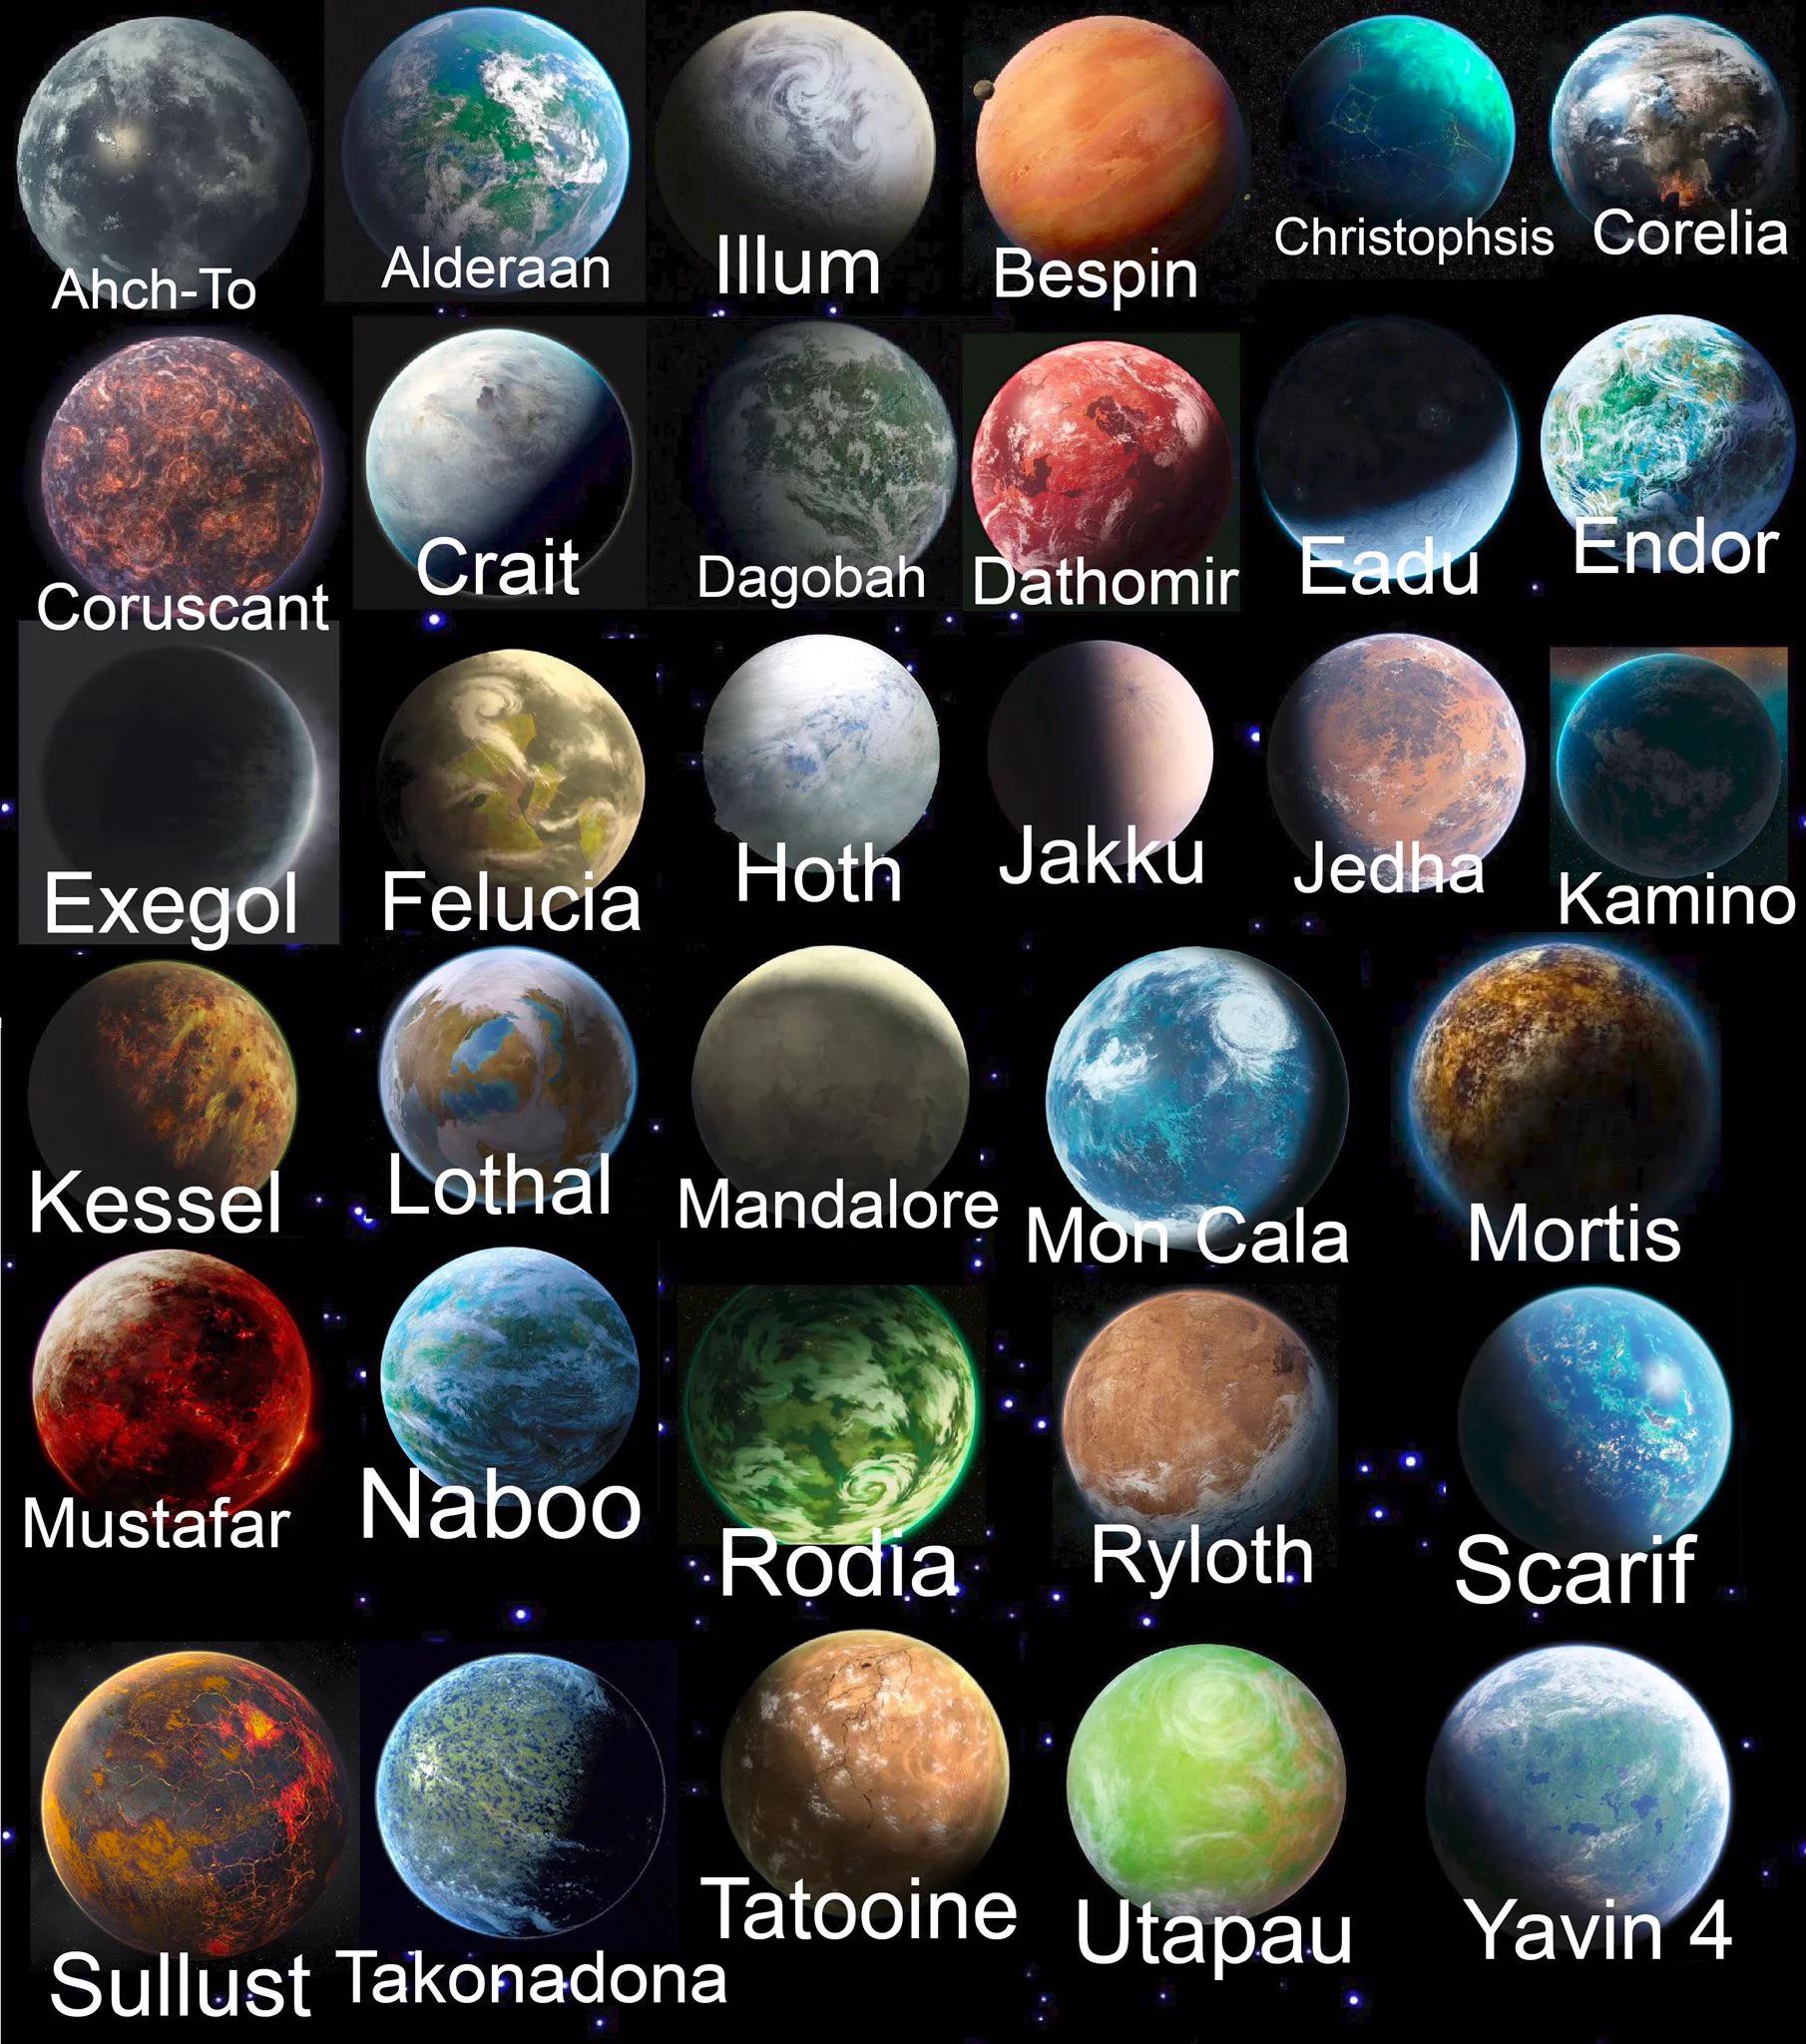 Ahch-To
Alderaan
Illum
Bespin
Christophsis
Corelia
Coruscant
Crait
Dagobah
Dathomir
Eadu
Endor
Exegol
Felucia
Hoth
Jakku
Jedha
Kamino
Kessel
Lothal
Mandalore
Mon Cala
Mortis
Mustafar
Naboo
Rodia
Ryloth
Scarif
Sullust
Takonadona
Tatooine
Utapau
Yavin 4